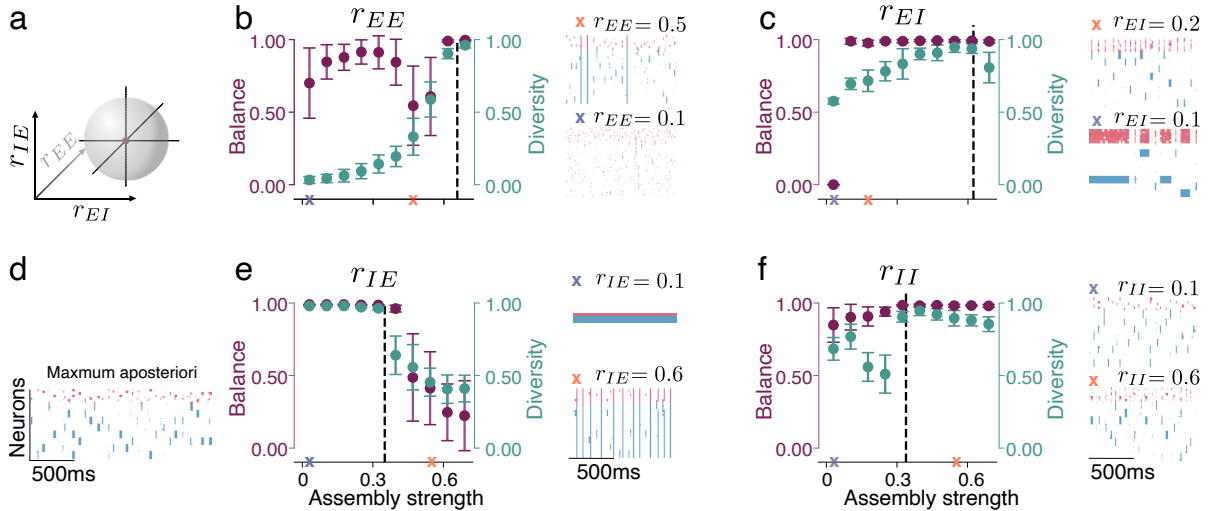 a
r_IE
r_EE
r_EI
b
r_EE
1.00
0.50
0.00
Balance
1.00
0.50
0.00
Diversity
x
x
x r_EE = 0.5
x r_EE = 0.1
c
r_EI
1.00
0.50
0.00
Balance
1.00
0.50
0.00
Diversity
x
x
x r_EI = 0.2
x r_EI = 0.1
d
Maxmum aposteriori
Neurons
500ms
e
r_IE
1.00
0.50
0.00
Balance
1.00
0.50
0.00
Diversity
x
x
0 0.3 0.6
Assembly strength
x r_IE = 0.1
x r_IE = 0.6
500ms
f
r_II
1.00
0.50
0.00
Balance
1.00
0.50
0.00
Diversity
x
x
0 0.3 0.6
Assembly strength
x r_II = 0.1
x r_II = 0.6
500ms